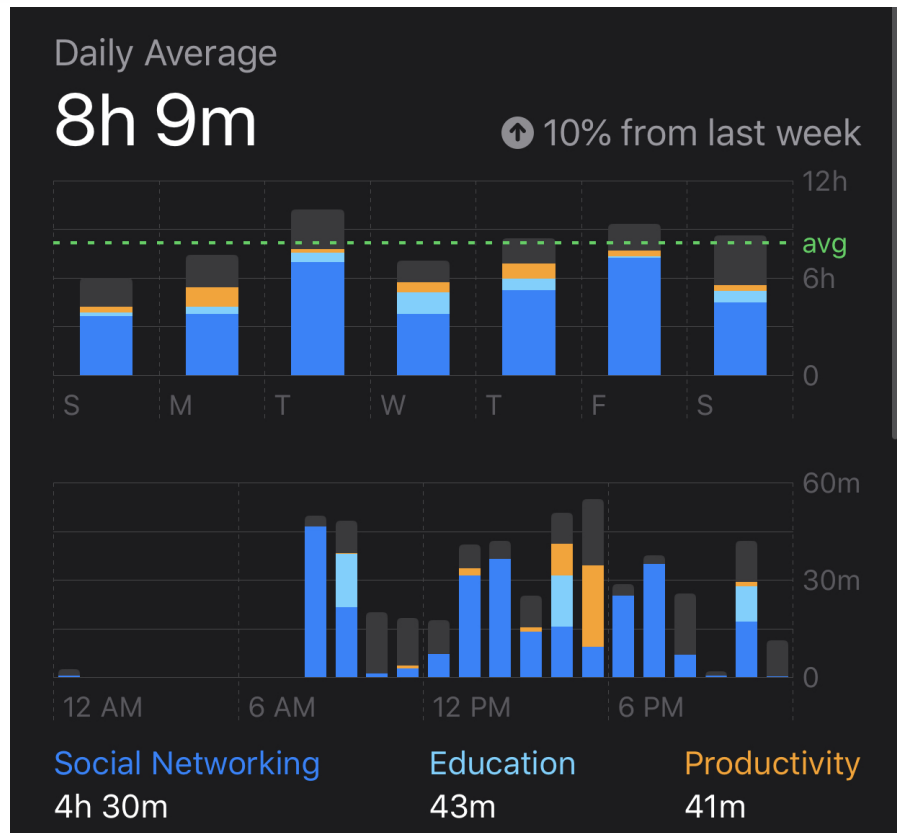 Daily Average
8h 9m
10% from last week
12h
avg
6h
0
S M T W T F S
60m
30m
0
12 AM 6 AM 12 PM 6 PM
Social Networking Education Productivity
4h 30m 43m 41m